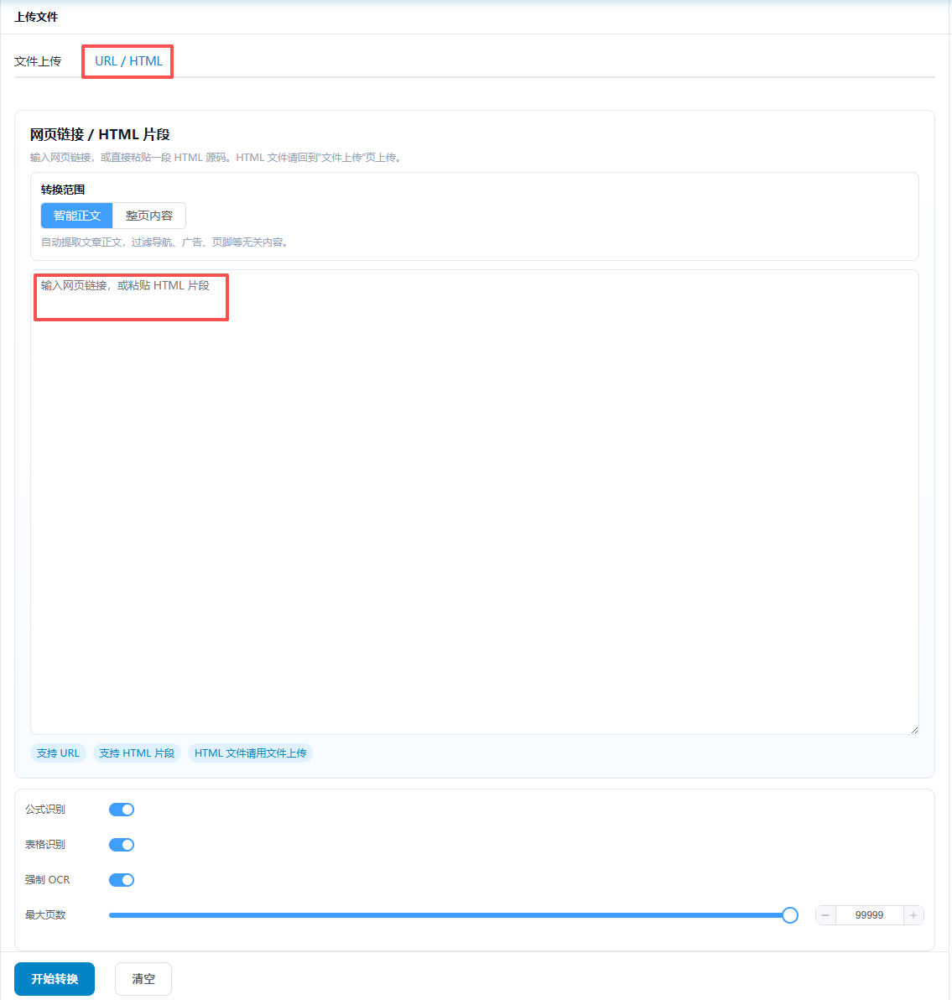 上传文件
文件上传 URL / HTML
网页链接 / HTML 片段
输入网页链接，或直接粘贴一段 HTML 源码。HTML 文件请回到“文件上传”页上传。
转换范围
智能正文 整页内容
自动提取文章正文，过滤导航、广告、页脚等无关内容。
输入网页链接，或粘贴 HTML 片段
支持 URL 支持 HTML 片段 HTML 文件请用文件上传
公式识别
表格识别
强制 OCR
最大页数 99999
开始转换 清空